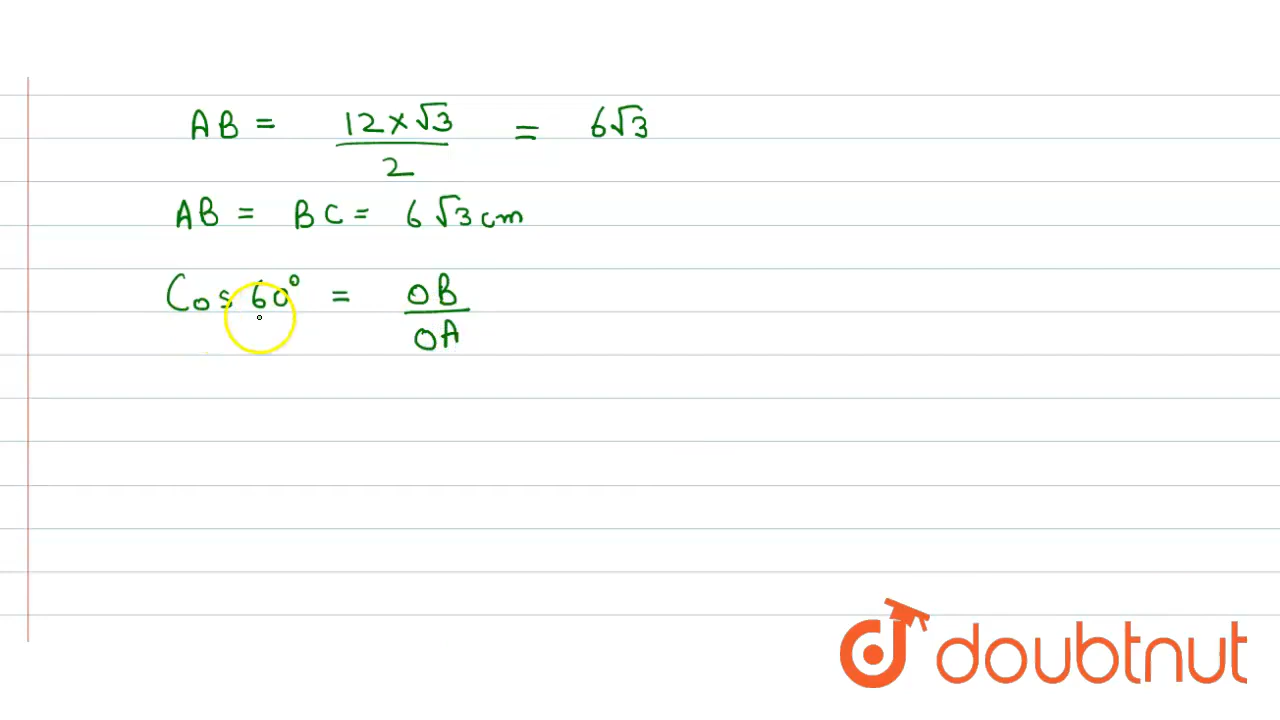 AB = 12×√3 / 2 = 6√3
AB = BC = 6√3 cm
Cos 60° = OB / OA
doubtnut